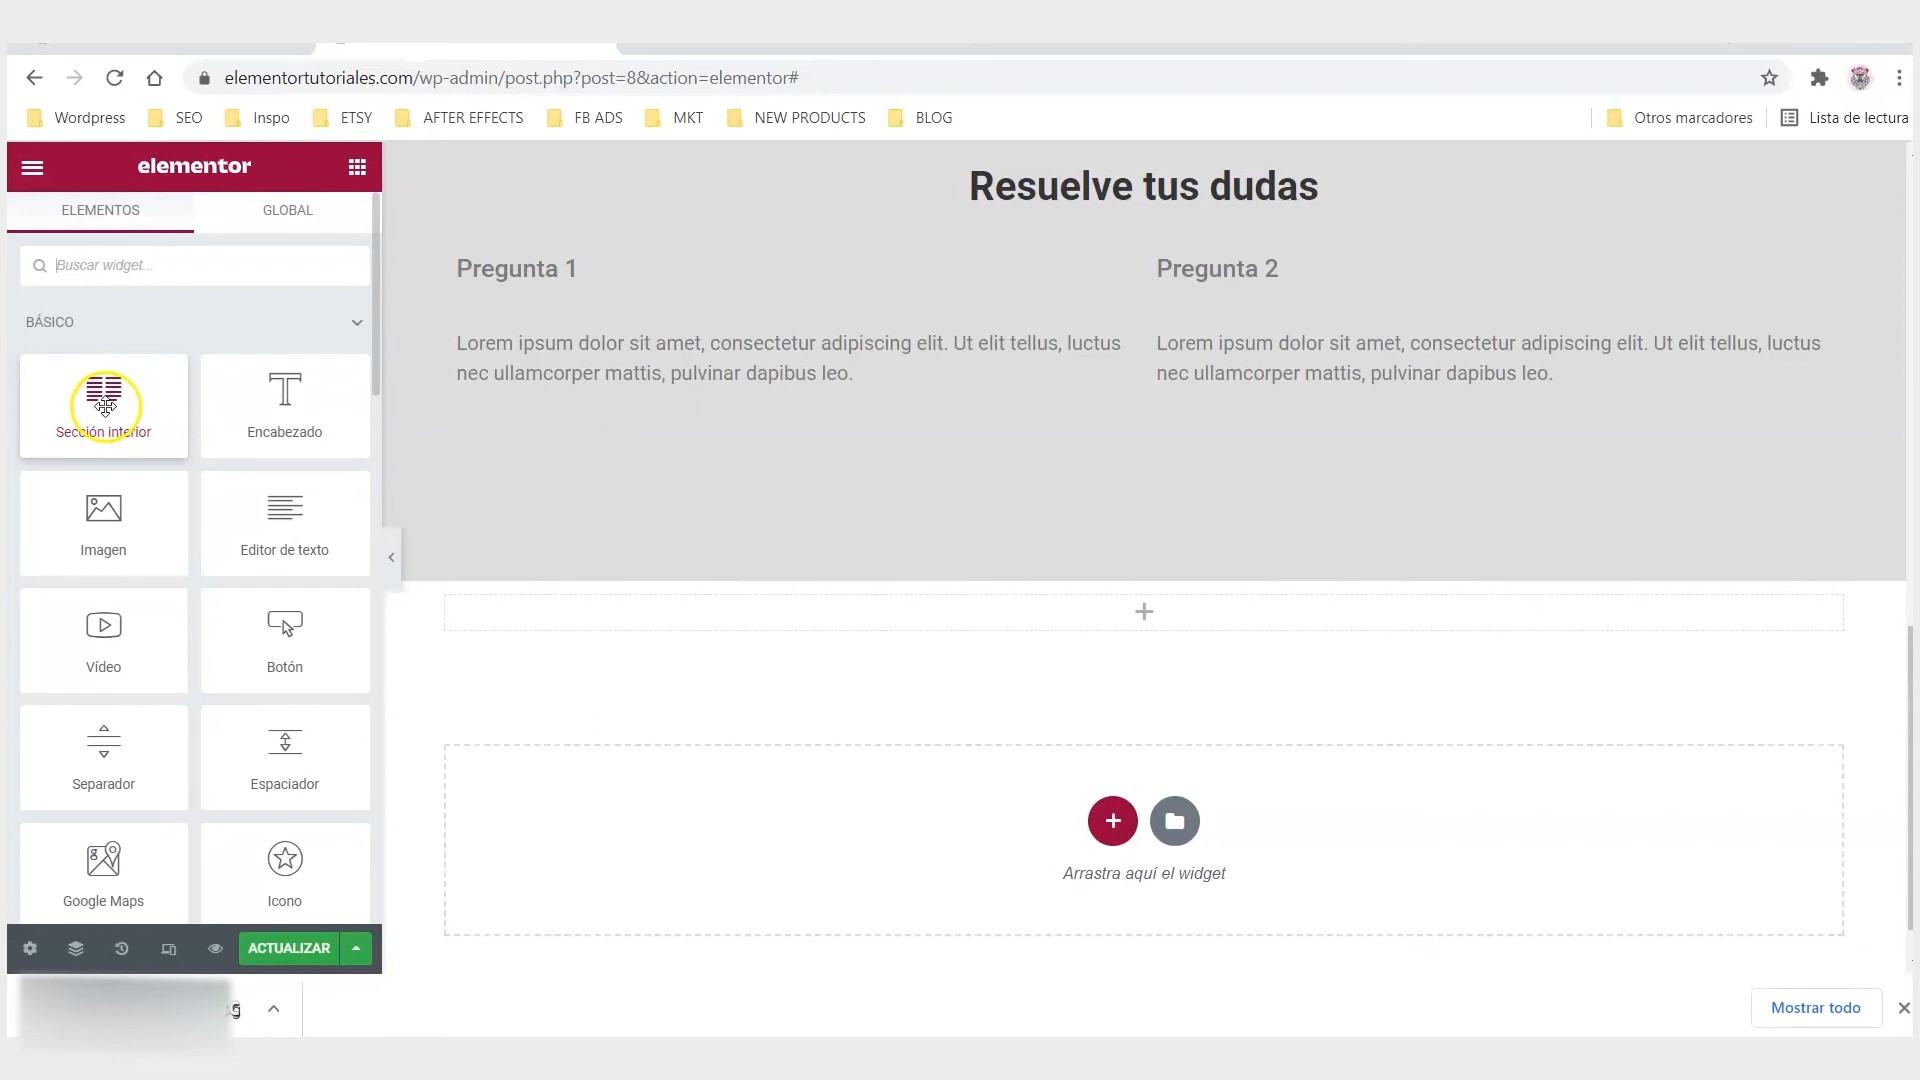 elementortutoriales.com/wp-admin/post.php?post=8&action=elementor#
Wordpress SEO Inspo ETSY AFTER EFFECTS FB ADS MKT NEW PRODUCTS BLOG Otros marcadores Lista de lectura
elementor
ELEMENTOS GLOBAL
Buscar widget...
BÁSICO
Sección interior Encabezado
Imagen Editor de texto
Vídeo Botón
Separador Espaciador
Google Maps Icono
ACTUALIZAR
Resuelve tus dudas
Pregunta 1
Lorem ipsum dolor sit amet, consectetur adipiscing elit. Ut elit tellus, luctus
nec ullamcorper mattis, pulvinar dapibus leo.
Pregunta 2
Lorem ipsum dolor sit amet, consectetur adipiscing elit. Ut elit tellus, luctus
nec ullamcorper mattis, pulvinar dapibus leo.
Arrastra aquí el widget
Mostrar todo